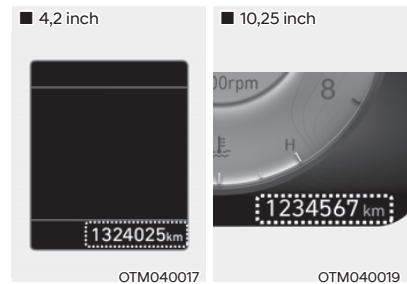 ■ 4,2 inch
1324025km
OTM040017
■ 10,25 inch
00rpm
8
E
H
1234567 km
OTM040019